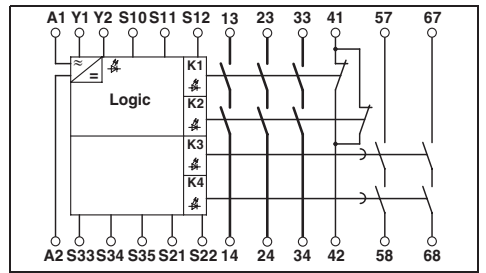 A1 Y1 Y2 S10 S11 S12 13 23 33 41 57 67
≈
=
K1
Logic
K2
K3
K4
A2 S33 S34 S35 S21 S22 14 24 34 42 58 68